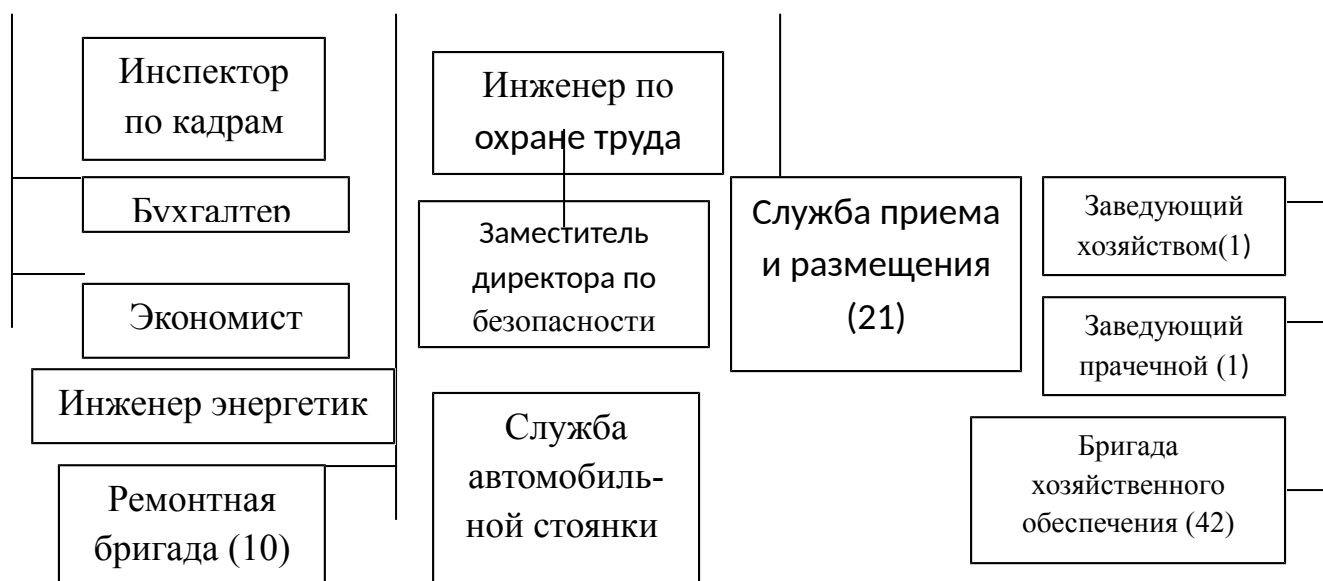 Инспектор
по кадрам
Бухгалтер
Экономист
Инженер энергетик
Ремонтная
бригада (10)
Инженер по
охране труда
Заместитель
директора по
безопасности
Служба
автомобиль-
ной стоянки
Служба приема
и размещения
(21)
Заведующий
хозяйством(1)
Заведующий
прачечной (1)
Бригада
хозяйственного
обеспечения (42)